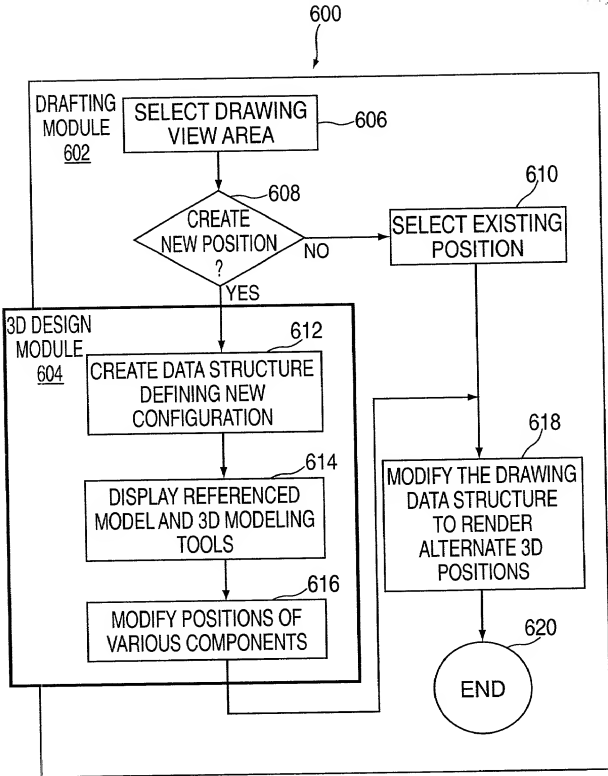 600
DRAFTING
MODULE
602
SELECT DRAWING
VIEW AREA
606
608
CREATE
NEW POSITION
?
NO
YES
610
SELECT EXISTING
POSITION
3D DESIGN
MODULE
604
612
CREATE DATA STRUCTURE
DEFINING NEW
CONFIGURATION
614
DISPLAY REFERENCED
MODEL AND 3D MODELING
TOOLS
616
MODIFY POSITIONS OF
VARIOUS COMPONENTS
618
MODIFY THE DRAWING
DATA STRUCTURE
TO RENDER
ALTERNATE 3D
POSITIONS
620
END